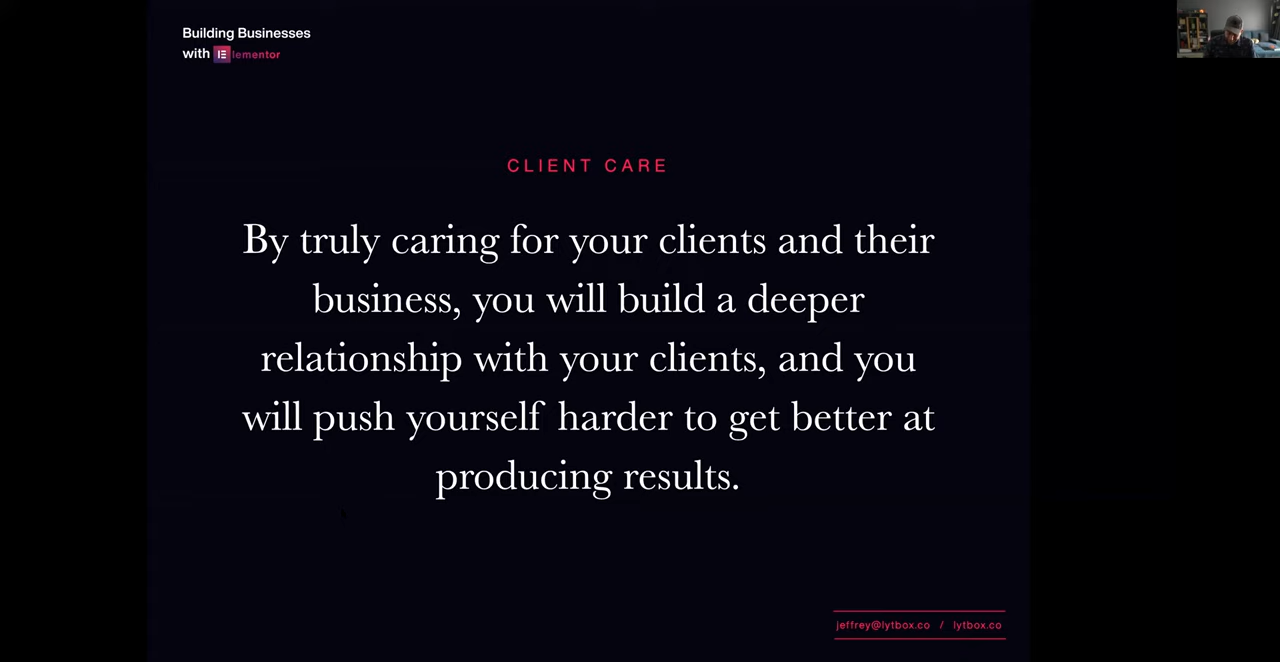 Building Businesses
with elementor
CLIENT CARE
By truly caring for your clients and their
business, you will build a deeper
relationship with your clients, and you
will push yourself harder to get better at
producing results.
jeffrey@lytbox.co / lytbox.co